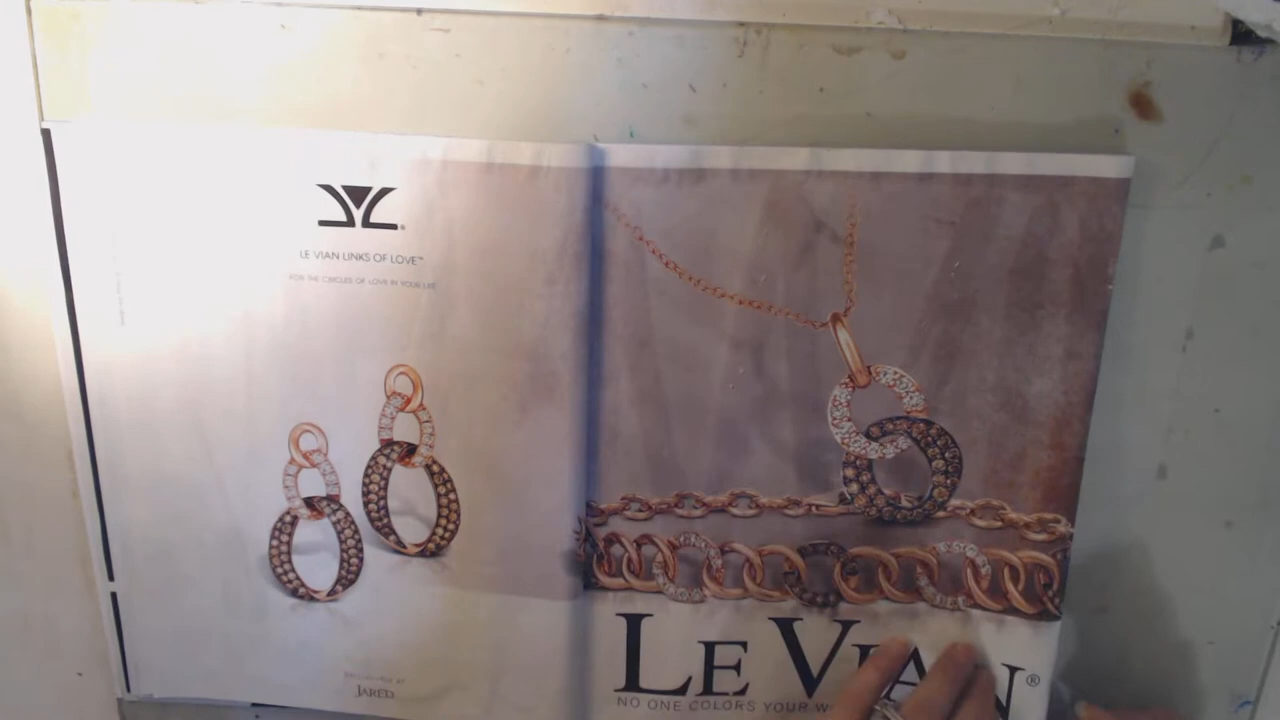 LE VIAN LINKS OF LOVE™
FOR THE CIRCLES OF LOVE IN YOUR LIFE
JARED
LE VIAN®
NO ONE COLORS YOUR